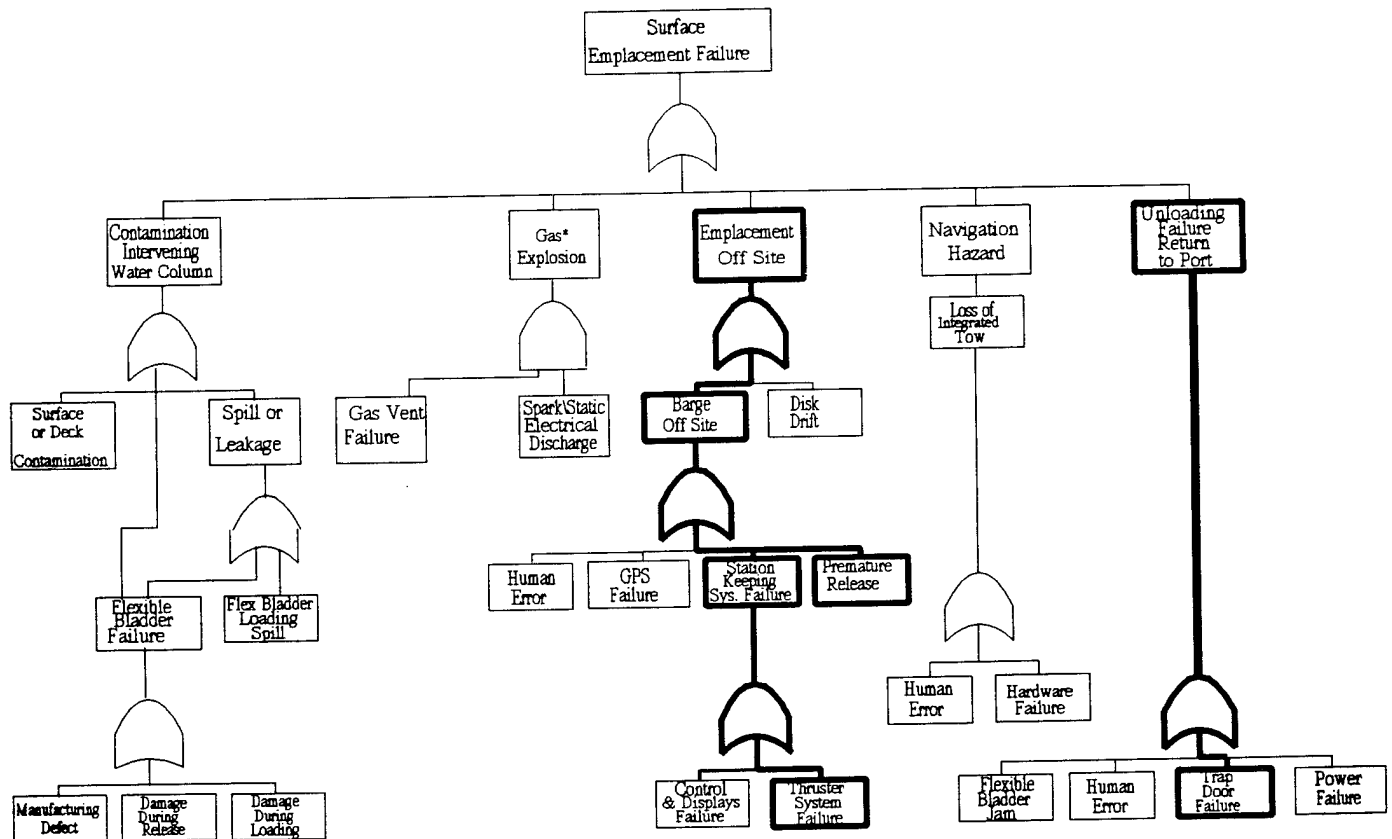 Surface
Emplacement Failure
Contamination
Intervening
Water Column
Gas*
Explosion
Emplacement
Off Site
Navigation
Hazard
Unloading
Failure
Return
to Port
Loss of
Integrated
Tow
Surface
or Deck
Contamination
Spill or
Leakage
Gas Vent
Failure
Spark\Static
Electrical
Discharge
Barge
Off Site
Disk
Drift
Human
Error
GPS
Failure
Station
Keeping
Sys. Failure
Premature
Release
Flexible
Bladder
Failure
Flex Bladder
Loading
Spill
Human
Error
Hardware
Failure
Manufacturing
Defect
Damage
During
Release
Damage
During
Loading
Control
& Displays
Failure
Thruster
System
Failure
Flexible
Bladder
Jam
Human
Error
Trap
Door
Failure
Power
Failure